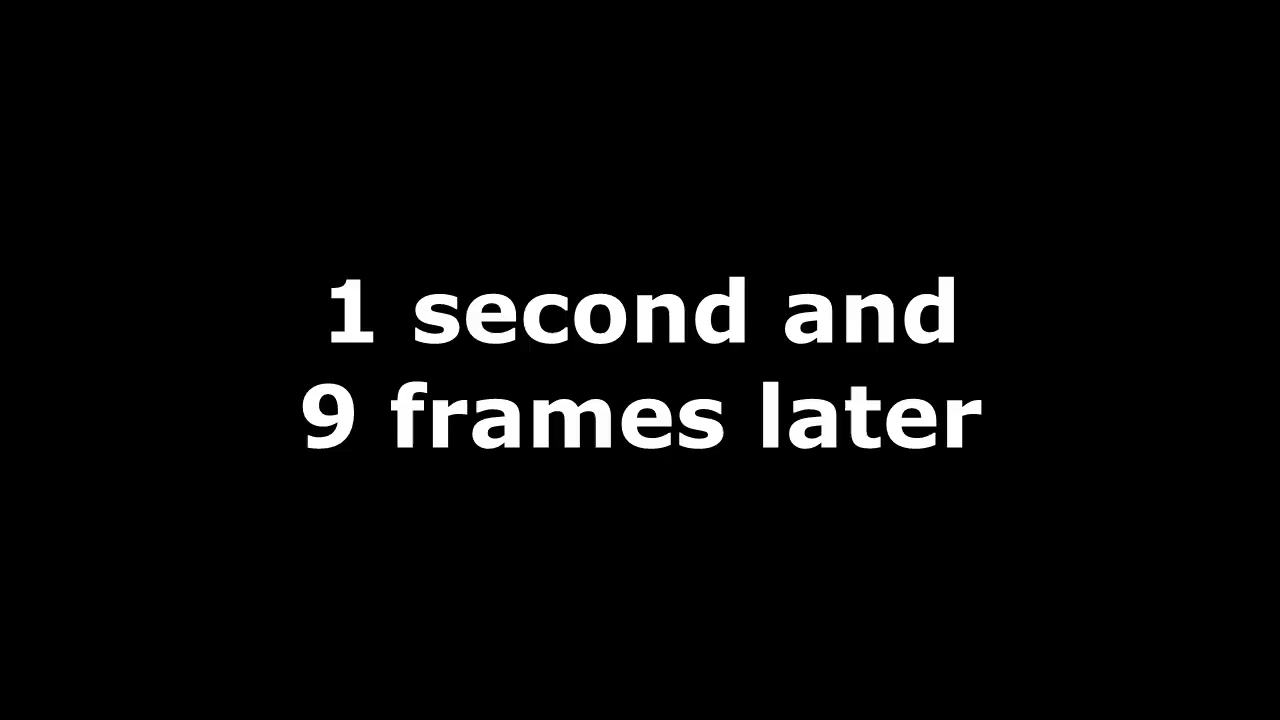 1 second and
9 frames later